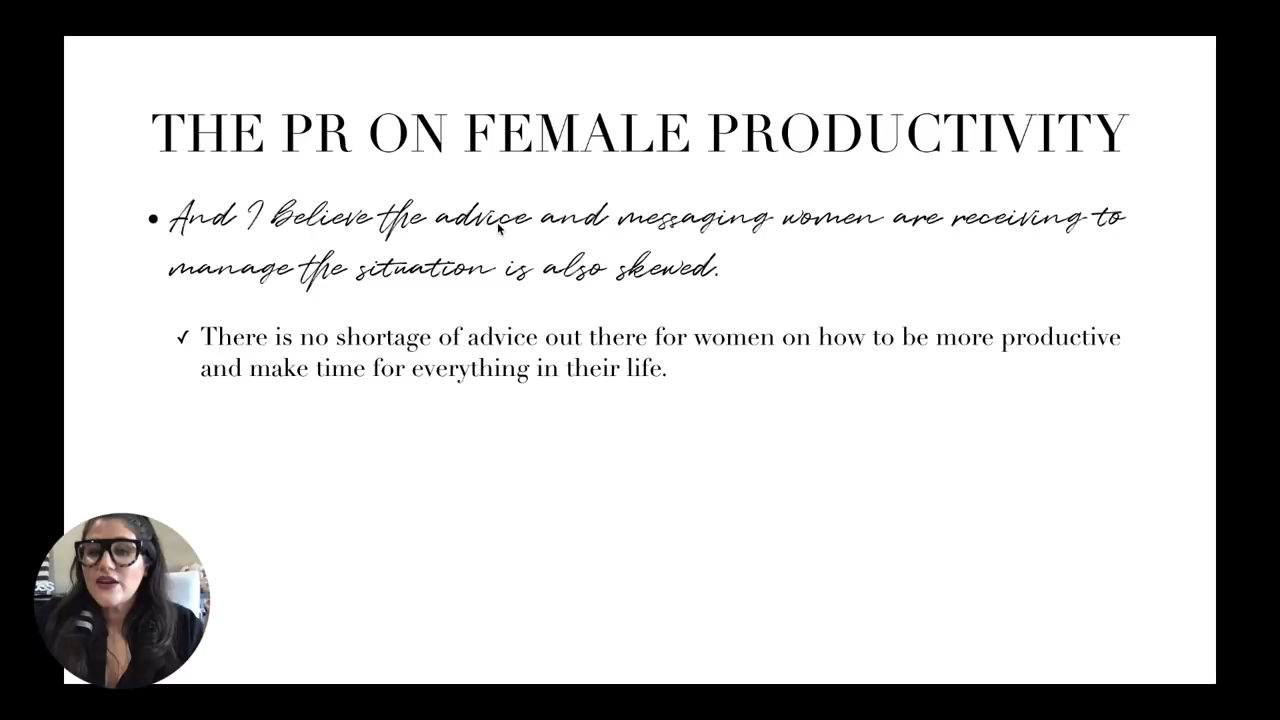 THE PR ON FEMALE PRODUCTIVITY
• And I believe the advice and messaging women are receiving to
manage the situation is also skewed.
✓ There is no shortage of advice out there for women on how to be more productive
and make time for everything in their life.